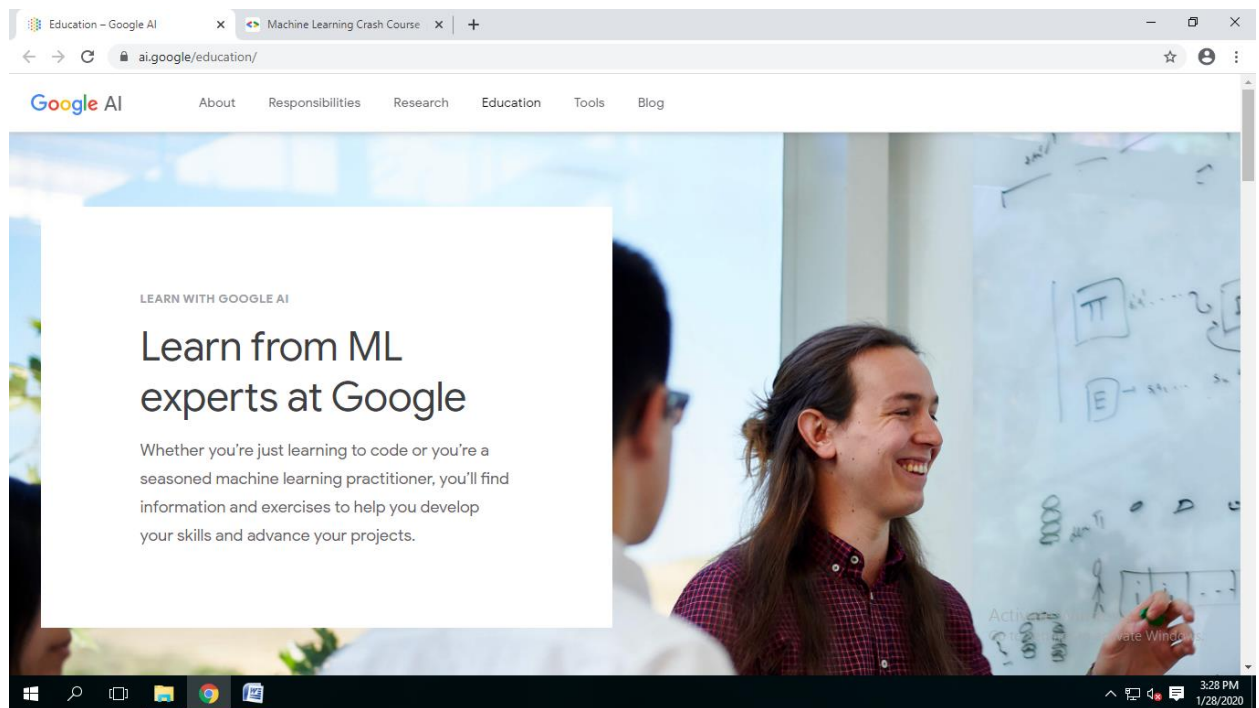 Education – Google AI
Machine Learning Crash Course
ai.google/education/
Google AI About Responsibilities Research Education Tools Blog
LEARN WITH GOOGLE AI
Learn from ML
experts at Google
Whether you're just learning to code or you're a
seasoned machine learning practitioner, you'll find
information and exercises to help you develop
your skills and advance your projects.
π
E
3:28 PM
1/28/2020